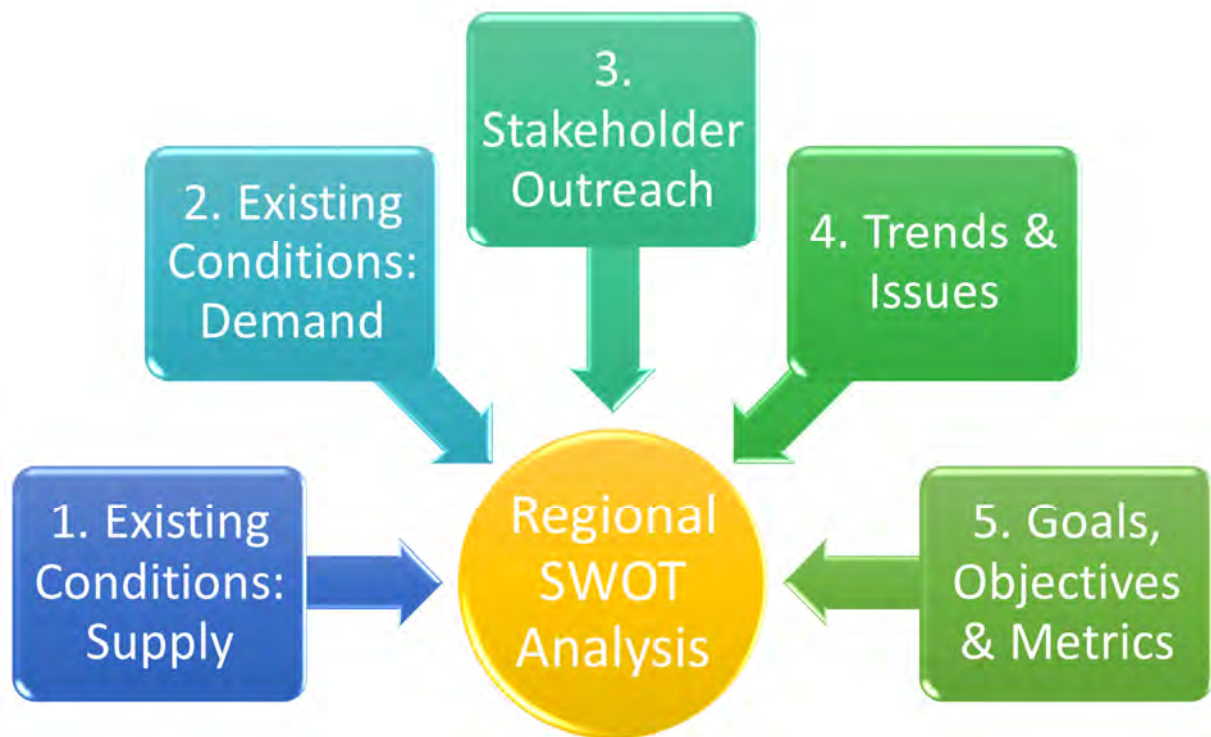 1. Existing
Conditions:
Supply
2. Existing
Conditions:
Demand
3.
Stakeholder
Outreach
4. Trends &
Issues
5. Goals,
Objectives
& Metrics
Regional
SWOT
Analysis